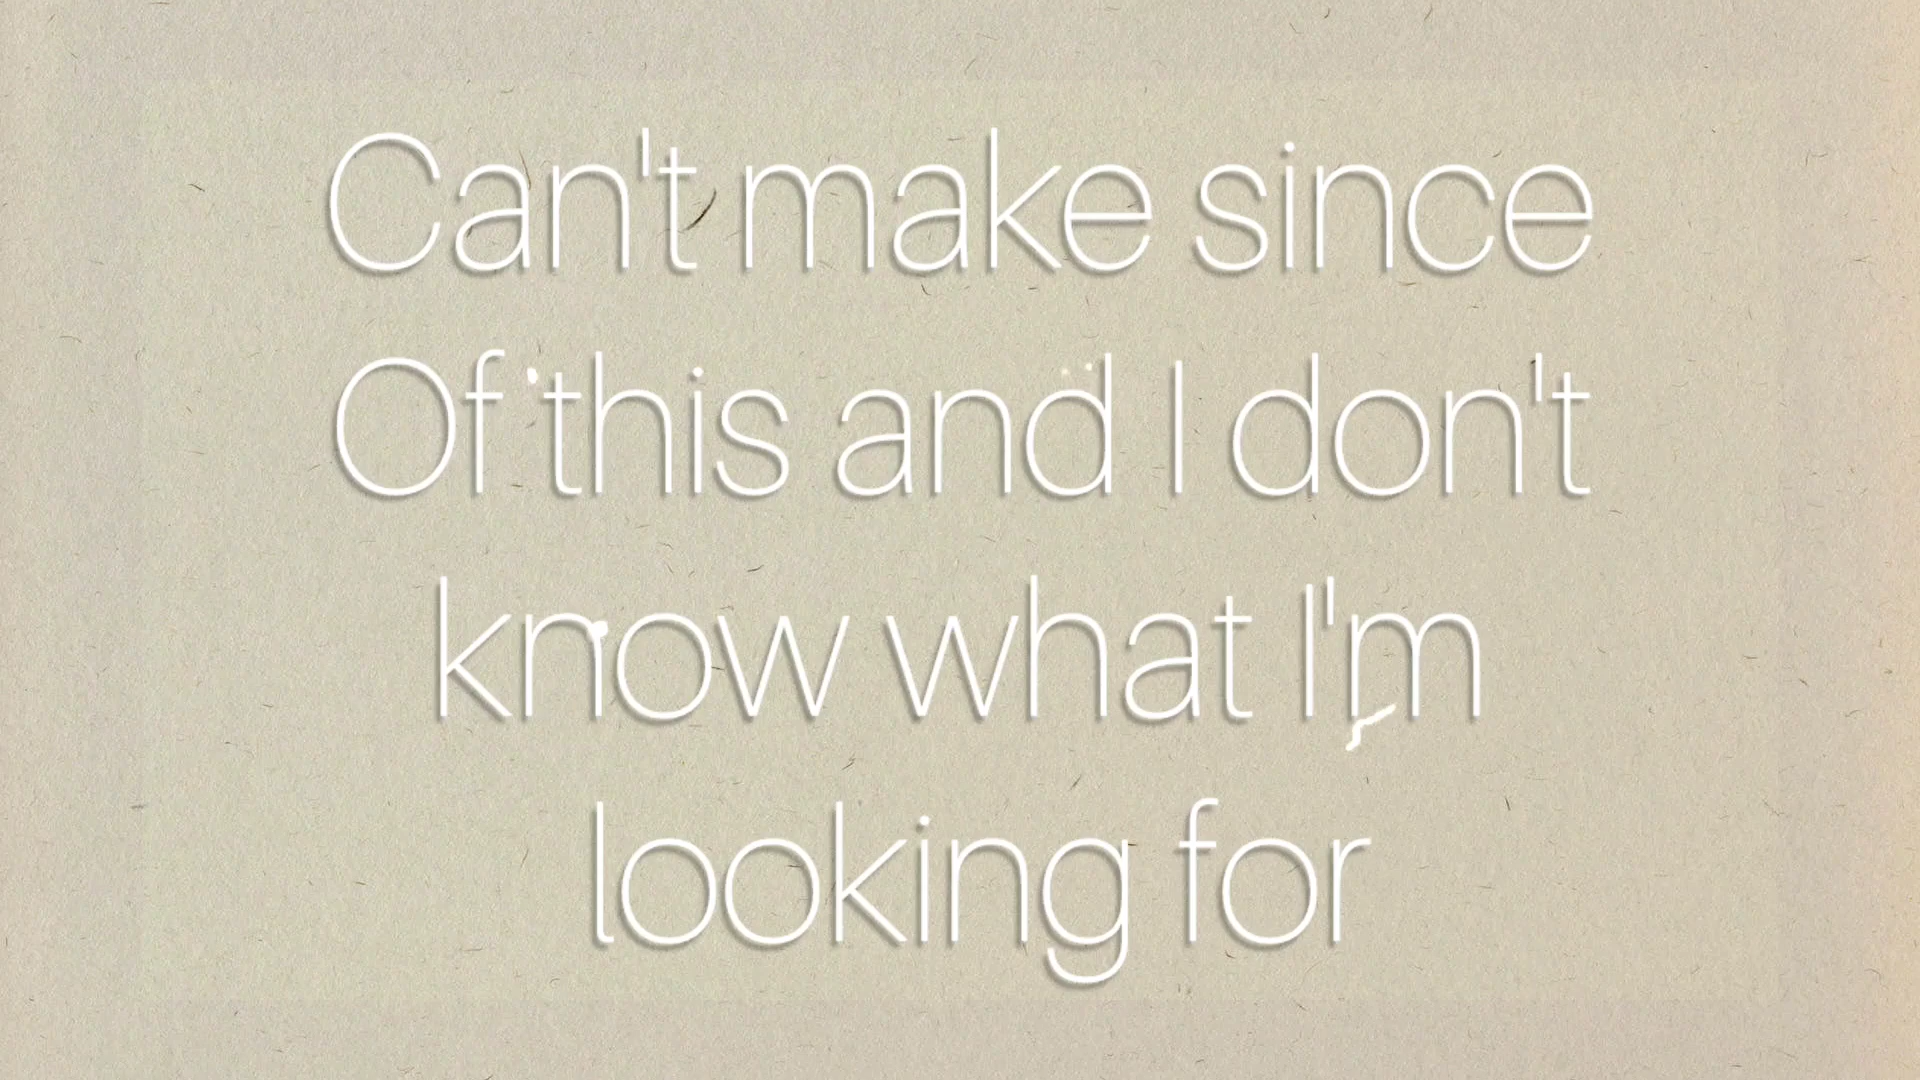 Can't make since
Of this and I don't
know what I'm
looking for